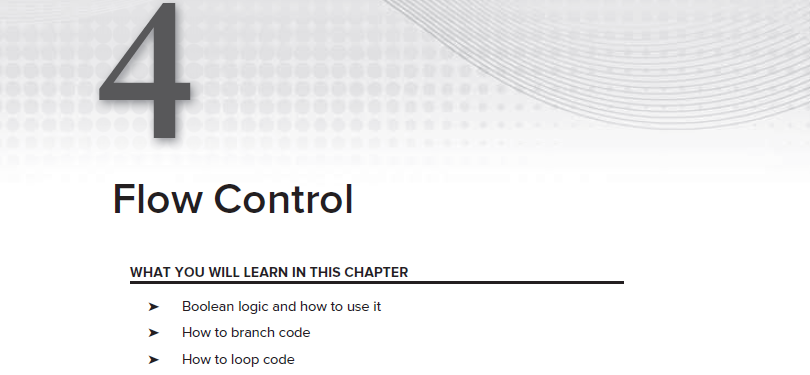 4
Flow Control
WHAT YOU WILL LEARN IN THIS CHAPTER
➤ Boolean logic and how to use it
➤ How to branch code
➤ How to loop code